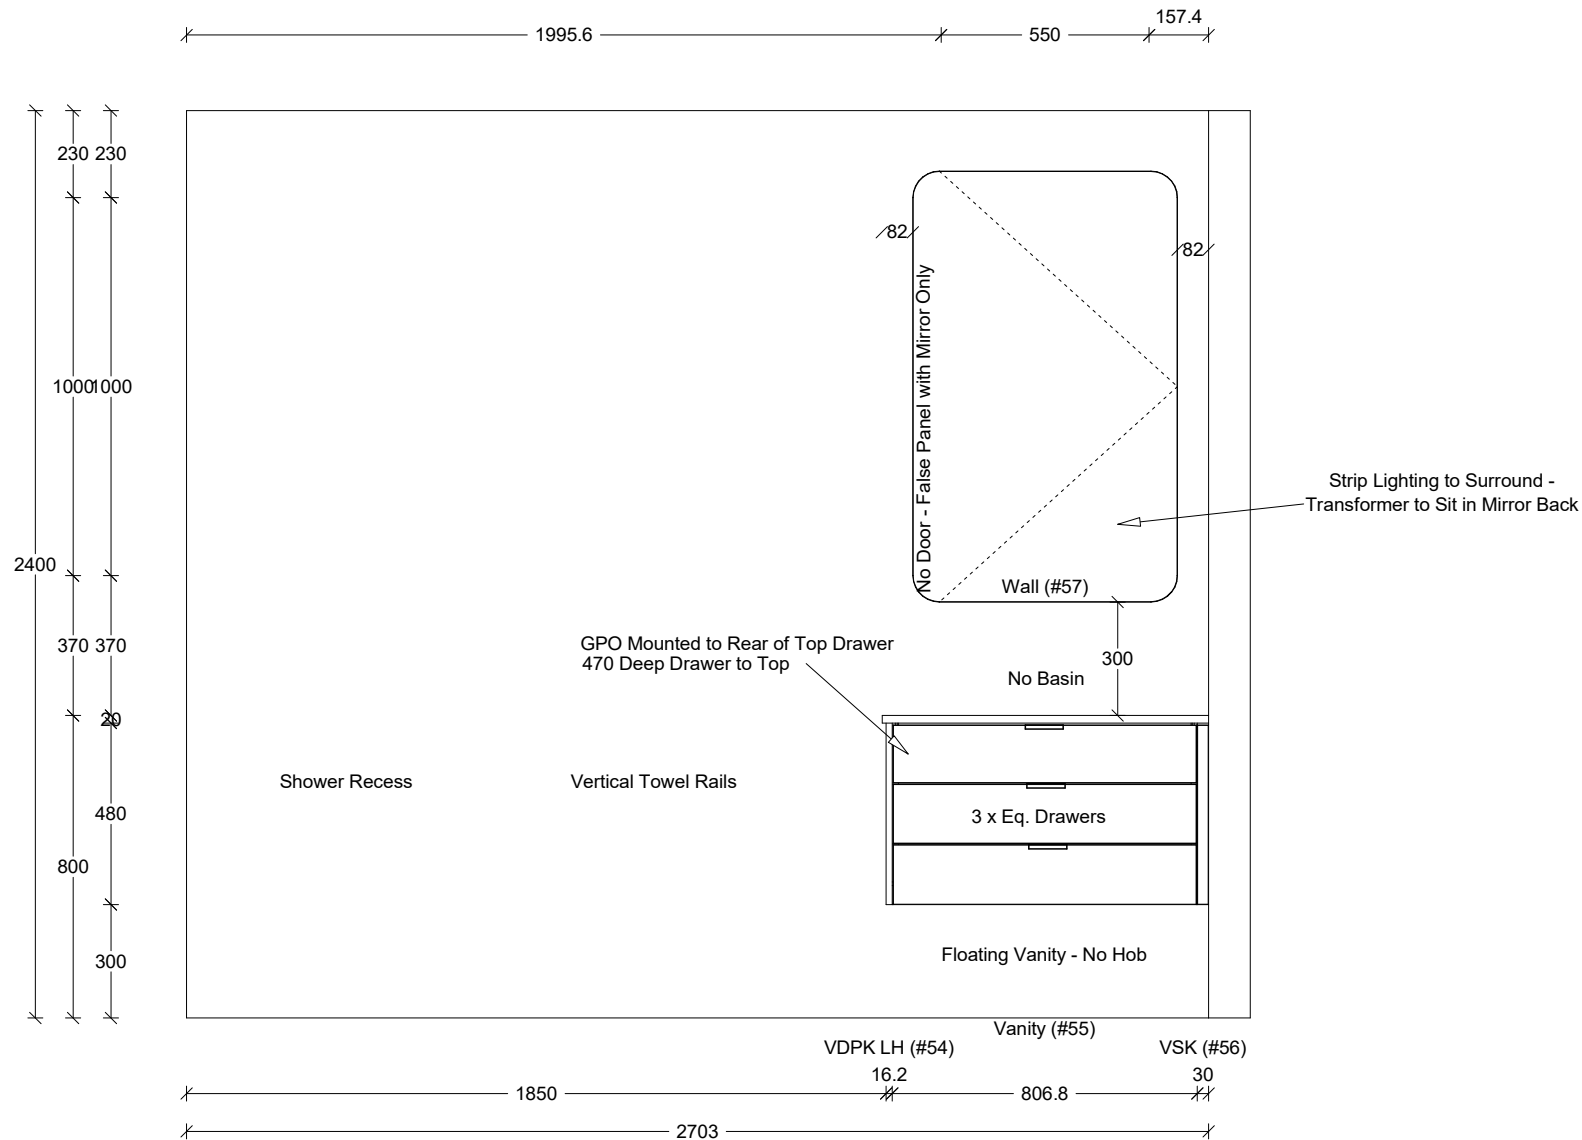 157.4
1995.6
550
230
230
82
82
No Door - False Panel with Mirror Only
1000
1000
Strip Lighting to Surround -
Transformer to Sit in Mirror Back
2400
Wall (#57)
370
370
GPO Mounted to Rear of Top Drawer
470 Deep Drawer to Top
300
No Basin
20
Shower Recess
Vertical Towel Rails
480
3 x Eq. Drawers
800
300
Floating Vanity - No Hob
Vanity (#55)
VDPK LH (#54)
VSK (#56)
16.2
30
1850
806.8
2703